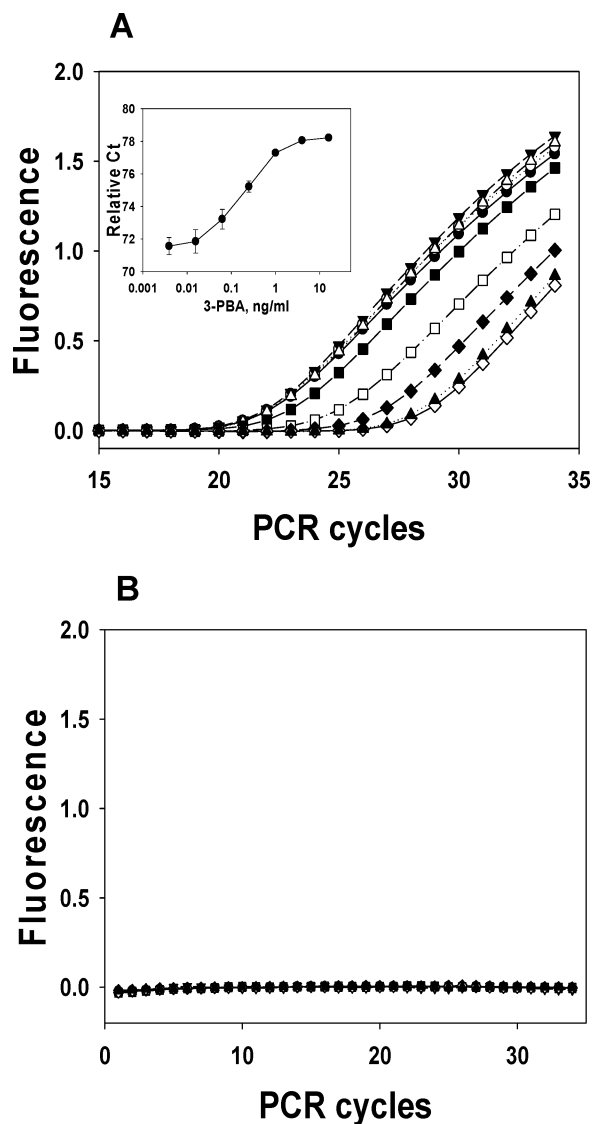 A
2.0
1.5
1.0
0.5
0.0
Fluorescence
15 20 25 30 35
PCR cycles
80
78
76
74
72
70
Relative Ct
0.001 0.01 0.1 1 10
3-PBA, ng/ml
B
2.0
1.5
1.0
0.5
0.0
Fluorescence
0 10 20 30
PCR cycles